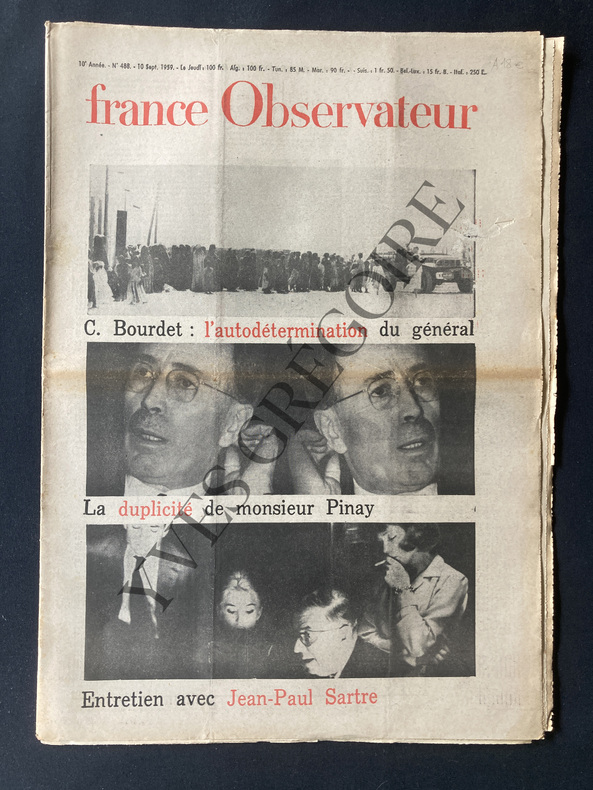 10e Année. - N° 488. - 10 Sept. 1959. - Le Jeudi : 100 fr. Alg. : 100 fr. - Tun. : 85 M. - Mar. : 90 fr. - - Suis. : 1 fr. 50. - Bel.-Lux. : 15 fr. B. - Ital. : 250 L.
france Observateur
C. Bourdet : l'autodétermination du général
La duplicité de monsieur Pinay
Entretien avec Jean-Paul Sartre
YVES GRÉGOIRE